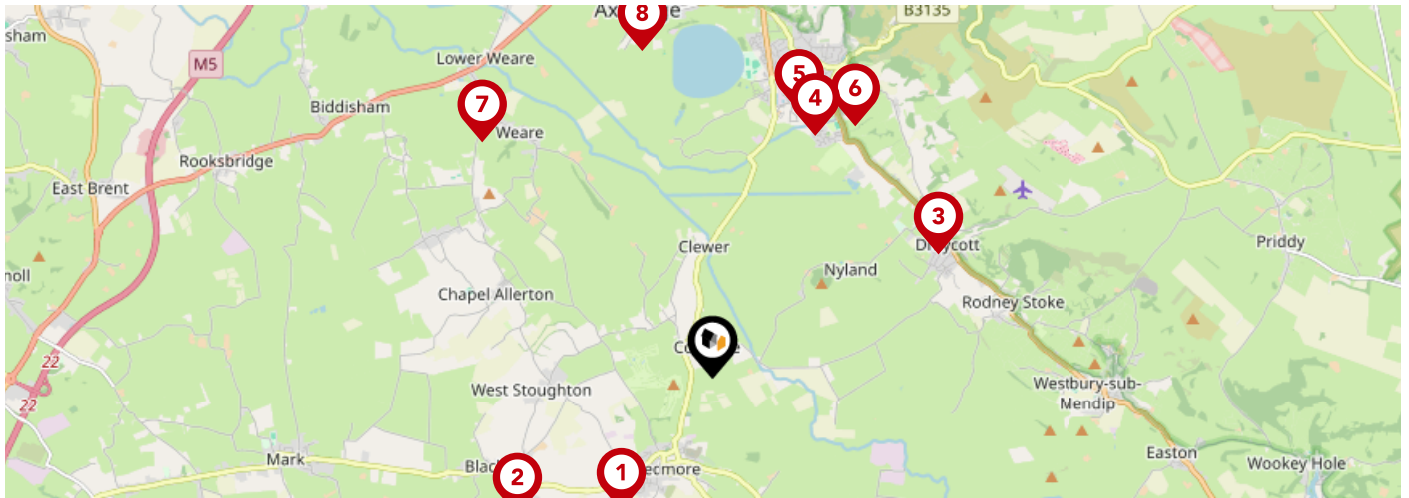 8
B3135
sham
Lower Weare
M5
5
6
4
7
Biddisham
Weare
Rooksbridge
East Brent
3
Priddy
Clewer
Nyland
noll
Chapel Allerton
Rodney Stoke
22
West Stoughton
Westbury-sub-
Mendip
22
Mark
1
2
Easton
Wookey Hole